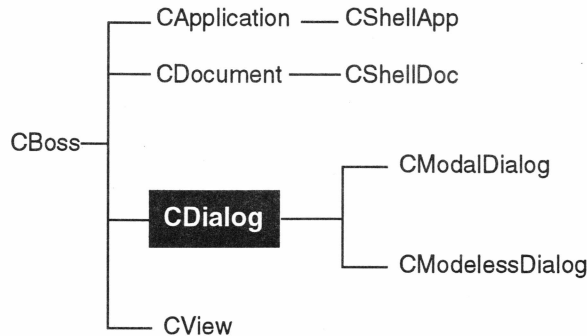 CApplication CShellApp
CDocument CShellDoc
CBoss
CModalDialog
CDialog
CModelessDialog
CView